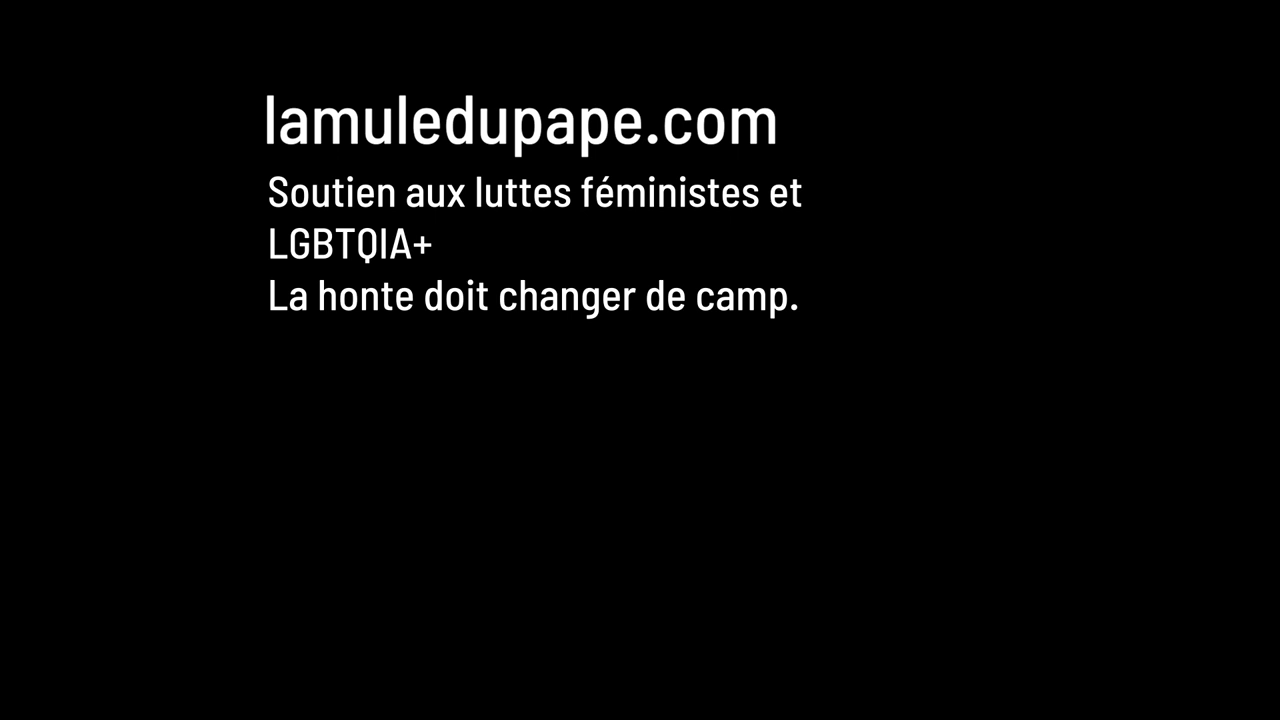 lamuledupape.com
Soutien aux luttes féministes et
LGBTQIA+
La honte doit changer de camp.